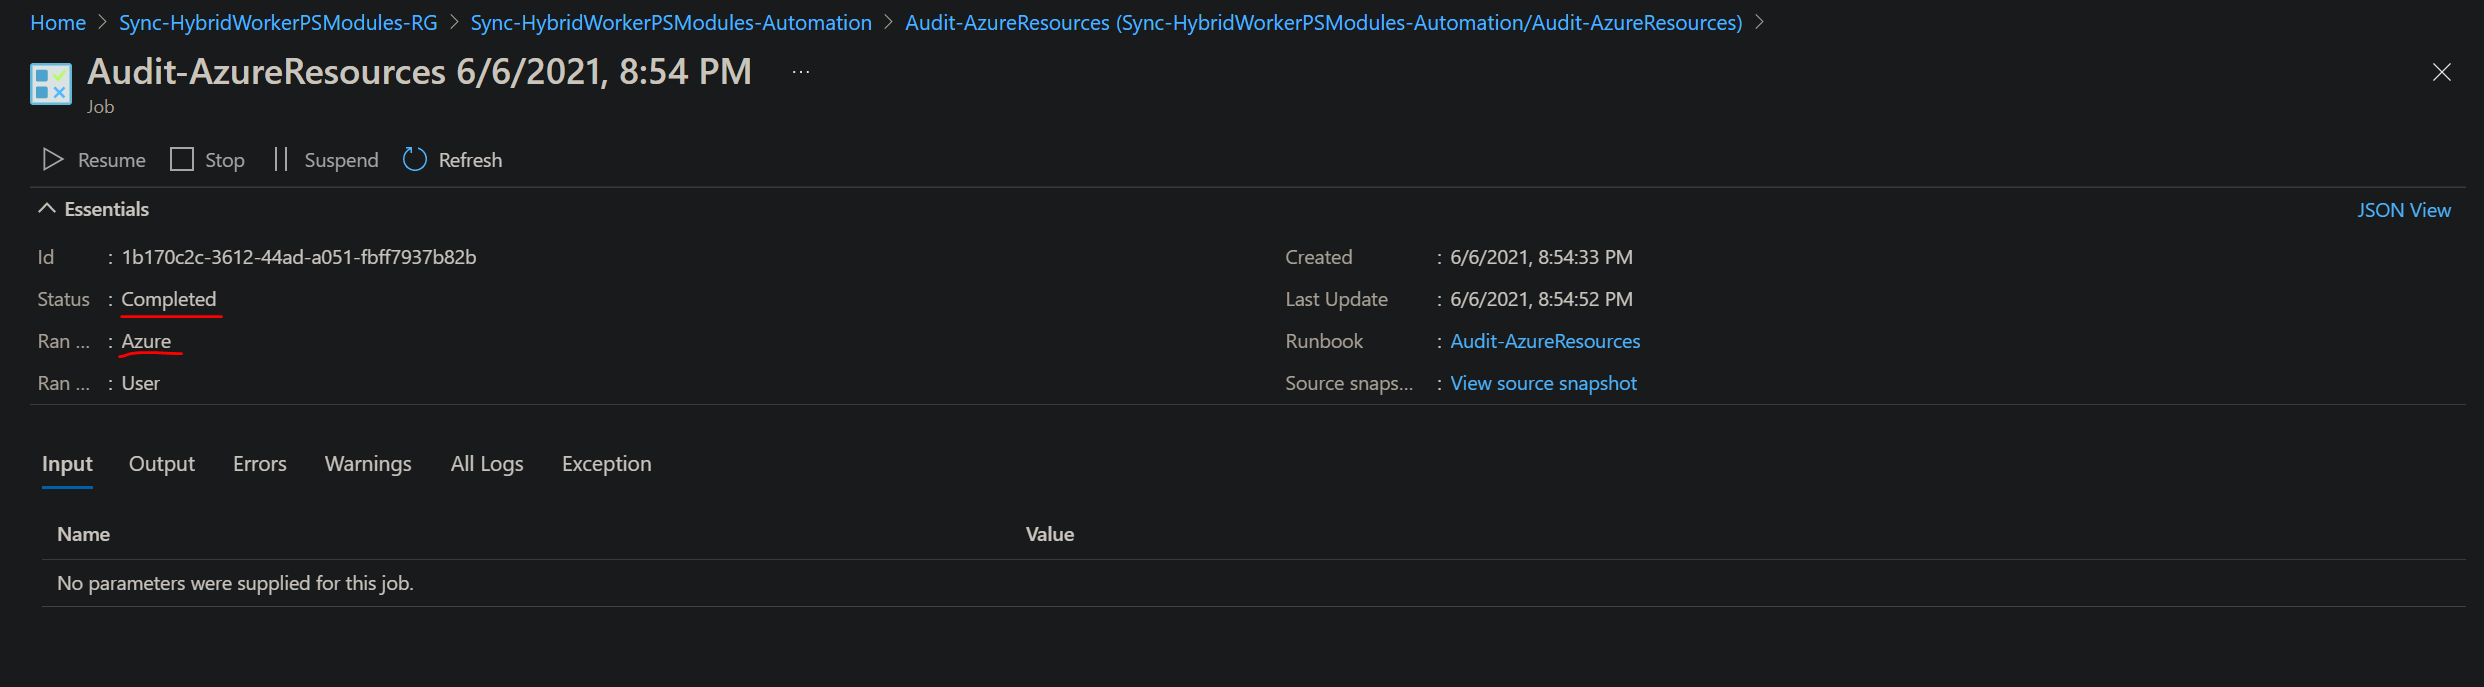 Home > Sync-HybridWorkerPSModules-RG > Sync-HybridWorkerPSModules-Automation > Audit-AzureResources (Sync-HybridWorkerPSModules-Automation/Audit-AzureResources) >
Audit-AzureResources 6/6/2021, 8:54 PM ...
Job
Resume Stop Suspend Refresh
Essentials JSON View
Id : 1b170c2c-3612-44ad-a051-fbff7937b82b
Created : 6/6/2021, 8:54:33 PM
Status : Completed
Last Update : 6/6/2021, 8:54:52 PM
Ran ... : Azure
Runbook : Audit-AzureResources
Ran ... : User
Source snaps... : View source snapshot
Input Output Errors Warnings All Logs Exception
Name Value
No parameters were supplied for this job.